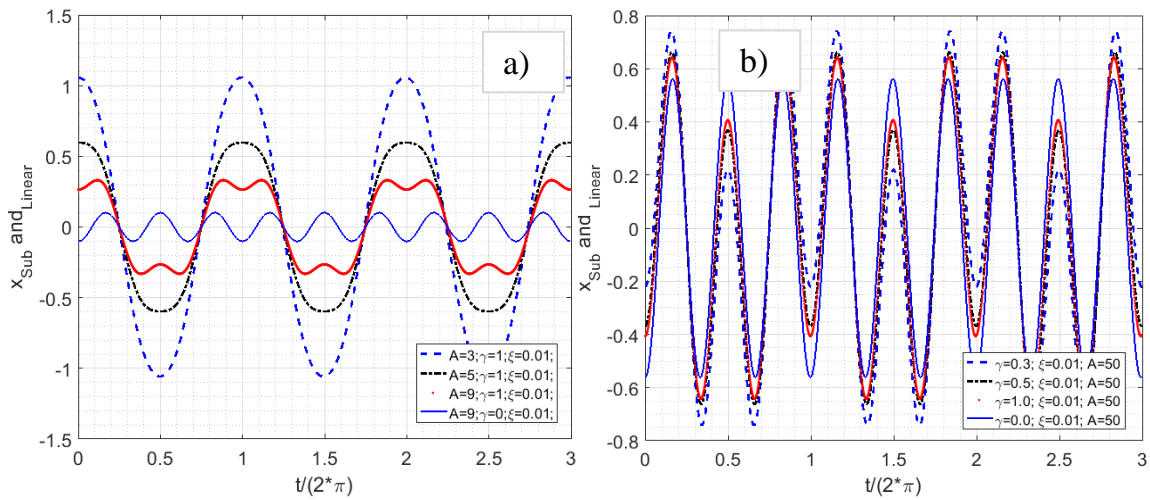 a)
x_Sub and_Linear
1.5
1
0.5
0
-0.5
-1
-1.5
0 0.5 1 1.5 2 2.5 3
t/(2*π)
A=3;γ=1;ξ=0.01;
A=5;γ=1;ξ=0.01;
A=9;γ=1;ξ=0.01;
A=9;γ=0;ξ=0.01;
b)
x_Sub and _Linear
0.8
0.6
0.4
0.2
0
-0.2
-0.4
-0.6
-0.8
0 0.5 1 1.5 2 2.5 3
t/(2*π)
γ=0.3; ξ=0.01; A=50
γ=0.5; ξ=0.01; A=50
γ=1.0; ξ=0.01; A=50
γ=0.0; ξ=0.01; A=50